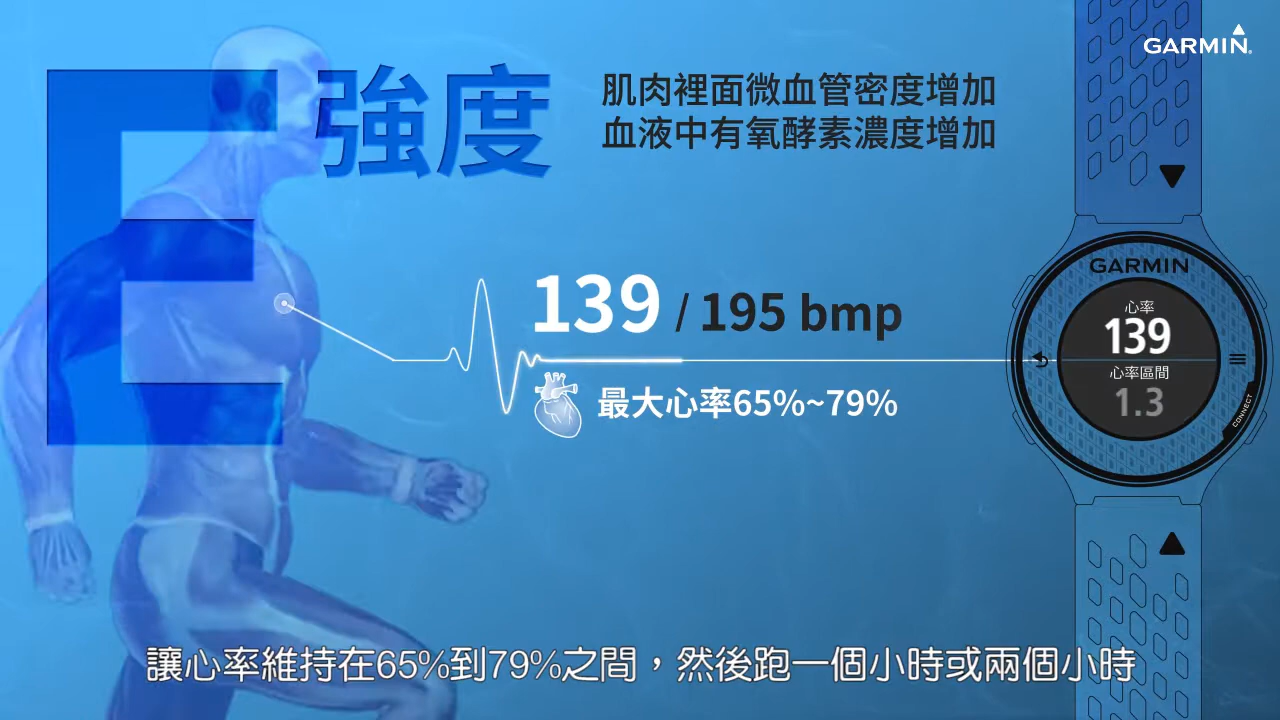 GARMIN
E強度
肌肉裡面微血管密度增加
血液中有氧酵素濃度增加
139 / 195 bmp
最大心率65%~79%
GARMIN
心率
139
心率區間
1.3
CONNECT
讓心率維持在65%到79%之間，然後跑一個小時或兩個小時